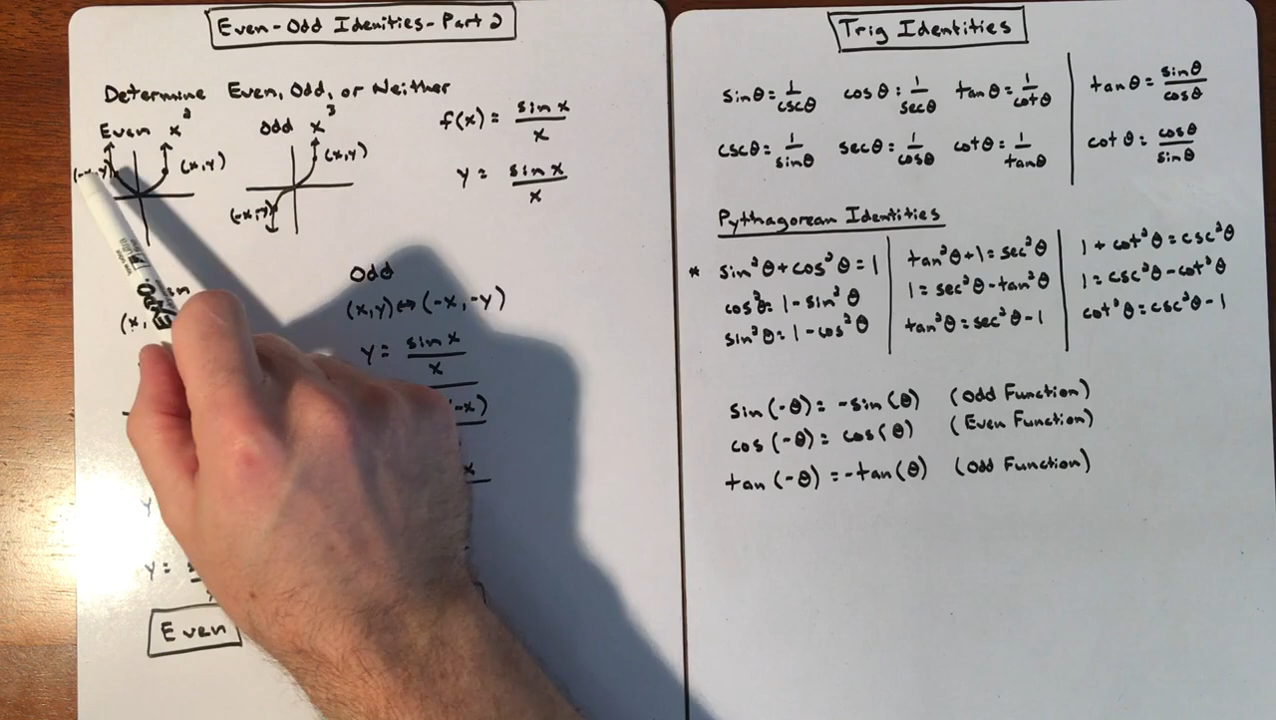 Even-Odd Idenities-Part 2
Determine Even, Odd, or Neither
Even x² Odd x³
f(x) = sin x / x
(-x,y) (x,y) (x,y)
y = sin x / x
(-x,-y)
Odd
(x, (x,y)↔(-x,-y)
y = sin x / x
-x)
x
y
y =
Even
Trig Identities
sinθ = 1/cscθ cosθ = 1/secθ tanθ = 1/cotθ tanθ = sinθ/cosθ
cscθ = 1/sinθ secθ = 1/cosθ cotθ = 1/tanθ cotθ = cosθ/sinθ
Pythagorean Identities
* sin²θ + cos²θ = 1
cos²θ = 1 - sin²θ
sin²θ = 1 - cos²θ
tan²θ + 1 = sec²θ
1 = sec²θ - tan²θ
tan²θ = sec²θ - 1
1 + cot²θ = csc²θ
1 = csc²θ - cot²θ
cot²θ = csc²θ - 1
sin(-θ) = -sin(θ) (Odd Function)
cos(-θ) = cos(θ) (Even Function)
tan(-θ) = -tan(θ) (Odd Function)
EXPO